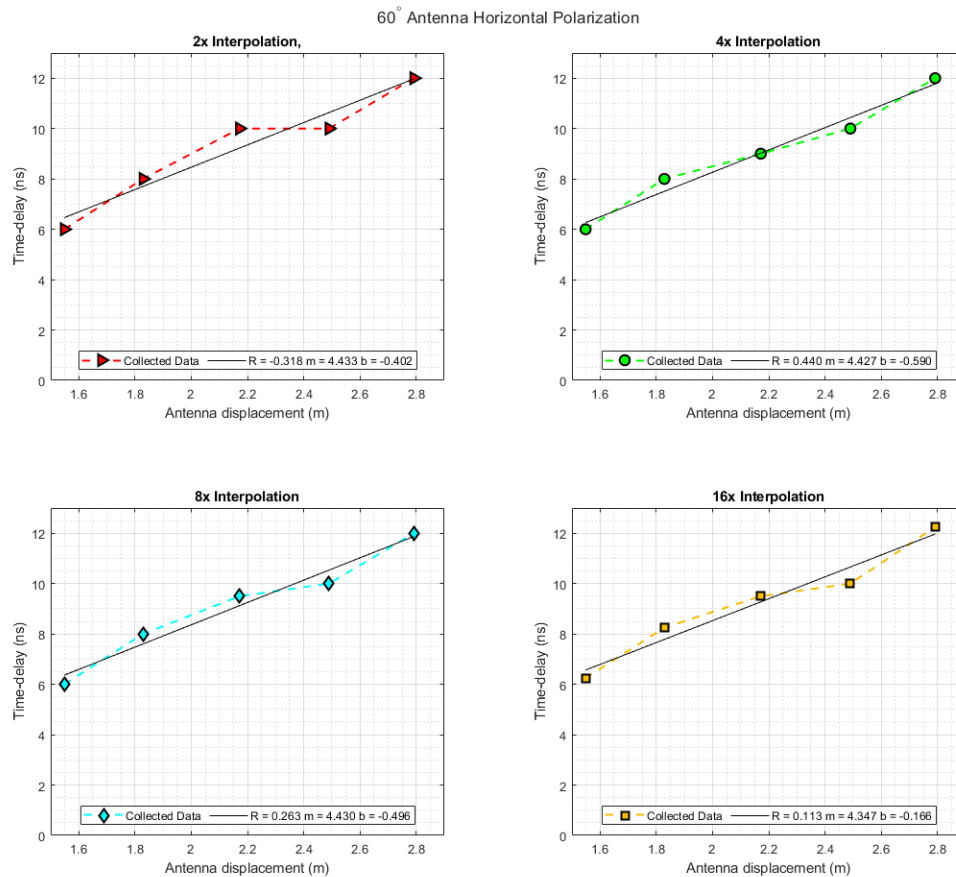 60° Antenna Horizontal Polarization
2x Interpolation,
12
10
8
6
4
2
0
Time-delay (ns)
Collected Data R = -0.318 m = 4.433 b = -0.402
1.6 1.8 2 2.2 2.4 2.6 2.8
Antenna displacement (m)
4x Interpolation
12
10
8
6
4
2
0
Time-delay (ns)
Collected Data R = 0.440 m = 4.427 b = -0.590
1.6 1.8 2 2.2 2.4 2.6 2.8
Antenna displacement (m)
8x Interpolation
12
10
8
6
4
2
0
Time-delay (ns)
Collected Data R = 0.263 m = 4.430 b = -0.496
1.6 1.8 2 2.2 2.4 2.6 2.8
Antenna displacement (m)
16x Interpolation
12
10
8
6
4
2
0
Time-delay (ns)
Collected Data R = 0.113 m = 4.347 b = -0.166
1.6 1.8 2 2.2 2.4 2.6 2.8
Antenna displacement (m)